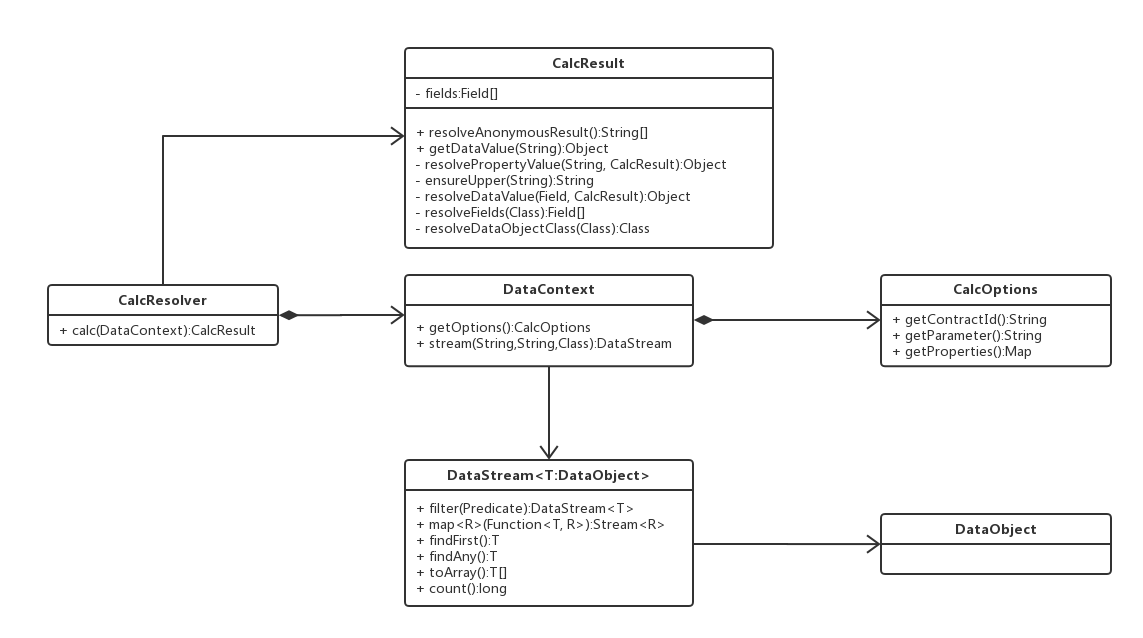 CalcResult
- fields:Field[]
+ resolveAnonymousResult():String[]
+ getDataValue(String):Object
- resolvePropertyValue(String, CalcResult):Object
- ensureUpper(String):String
- resolveDataValue(Field, CalcResult):Object
- resolveFields(Class):Field[]
- resolveDataObjectClass(Class):Class
CalcResolver
+ calc(DataContext):CalcResult
DataContext
+ getOptions():CalcOptions
+ stream(String,String,Class):DataStream
CalcOptions
+ getContractId():String
+ getParameter():String
+ getProperties():Map
DataStream<T:DataObject>
+ filter(Predicate):DataStream<T>
+ map<R>(Function<T, R>):Stream<R>
+ findFirst():T
+ findAny():T
+ toArray():T[]
+ count():long
DataObject